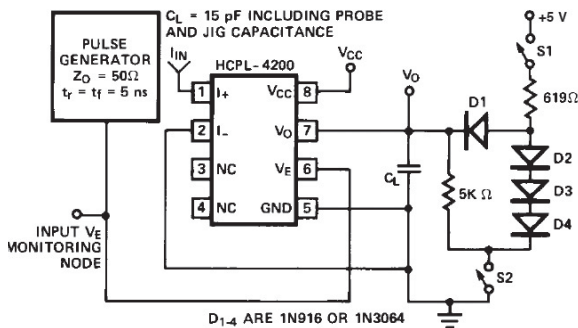 C_L = 15 pF INCLUDING PROBE
AND JIG CAPACITANCE
PULSE
GENERATOR
Z_O = 50Ω
t_r = t_f = 5 ns
I_IN
HCPL-4200
V_CC
V_O
+5 V
S1
619Ω
D1
D2
D3
D4
1 I+
2 I-
3 NC
4 NC
V_CC 8
V_O 7
V_E 6
GND 5
C_L
5K Ω
S2
INPUT V_E
MONITORING
NODE
D_1-4 ARE 1N916 OR 1N3064